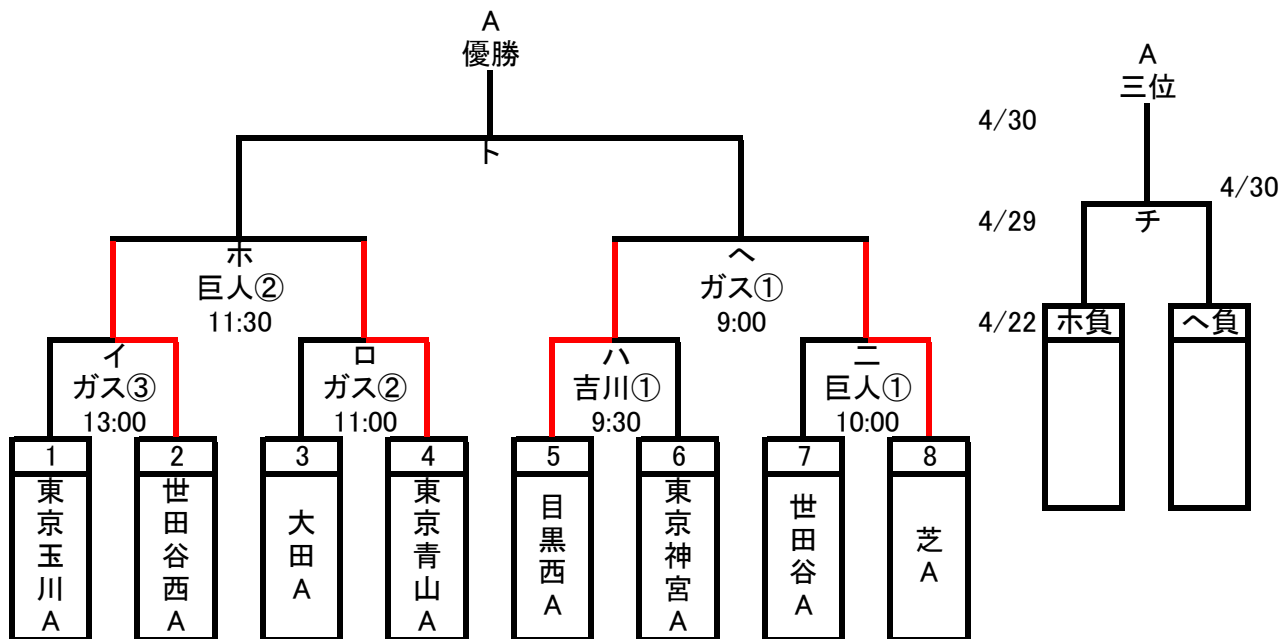 A
優勝
A
三位
4/30
ト
4/30
4/29
チ
ホ
巨人②
11:30
ヘ
ガス①
9:00
4/22
ホ負
ヘ負
イ
ガス③
13:00
ロ
ガス②
11:00
ハ
吉川①
9:30
ニ
巨人①
10:00
1
2
3
4
5
6
7
8
東京玉川A
世田谷西A
大田A
東京青山A
目黒西A
東京神宮A
世田谷A
芝A